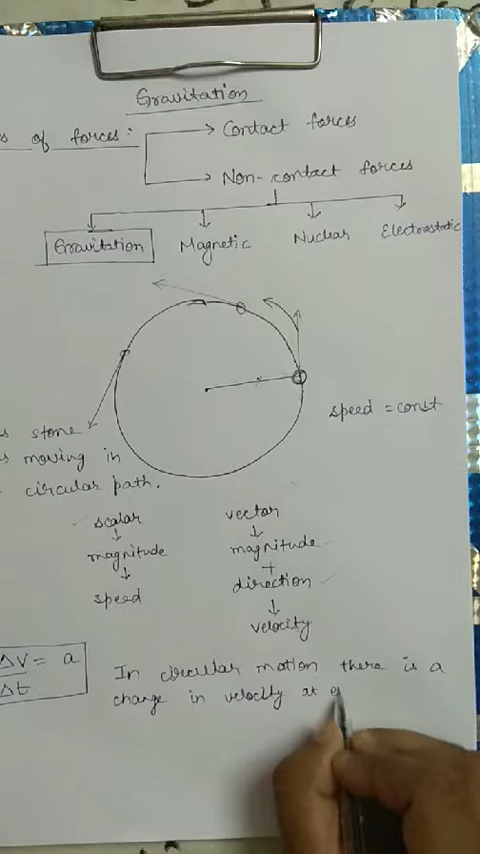 Gravitation
s of forces:
Contact forces
Non-contact forces
Gravitation Magnetic Nuclar Electrostatic
speed = const
s stone
s moving in
circular path.
scalar vector
magnitude magnitude
+
speed direction
velocity
ΔV = a
Δt
In circular motion there is a
change in velocity at e